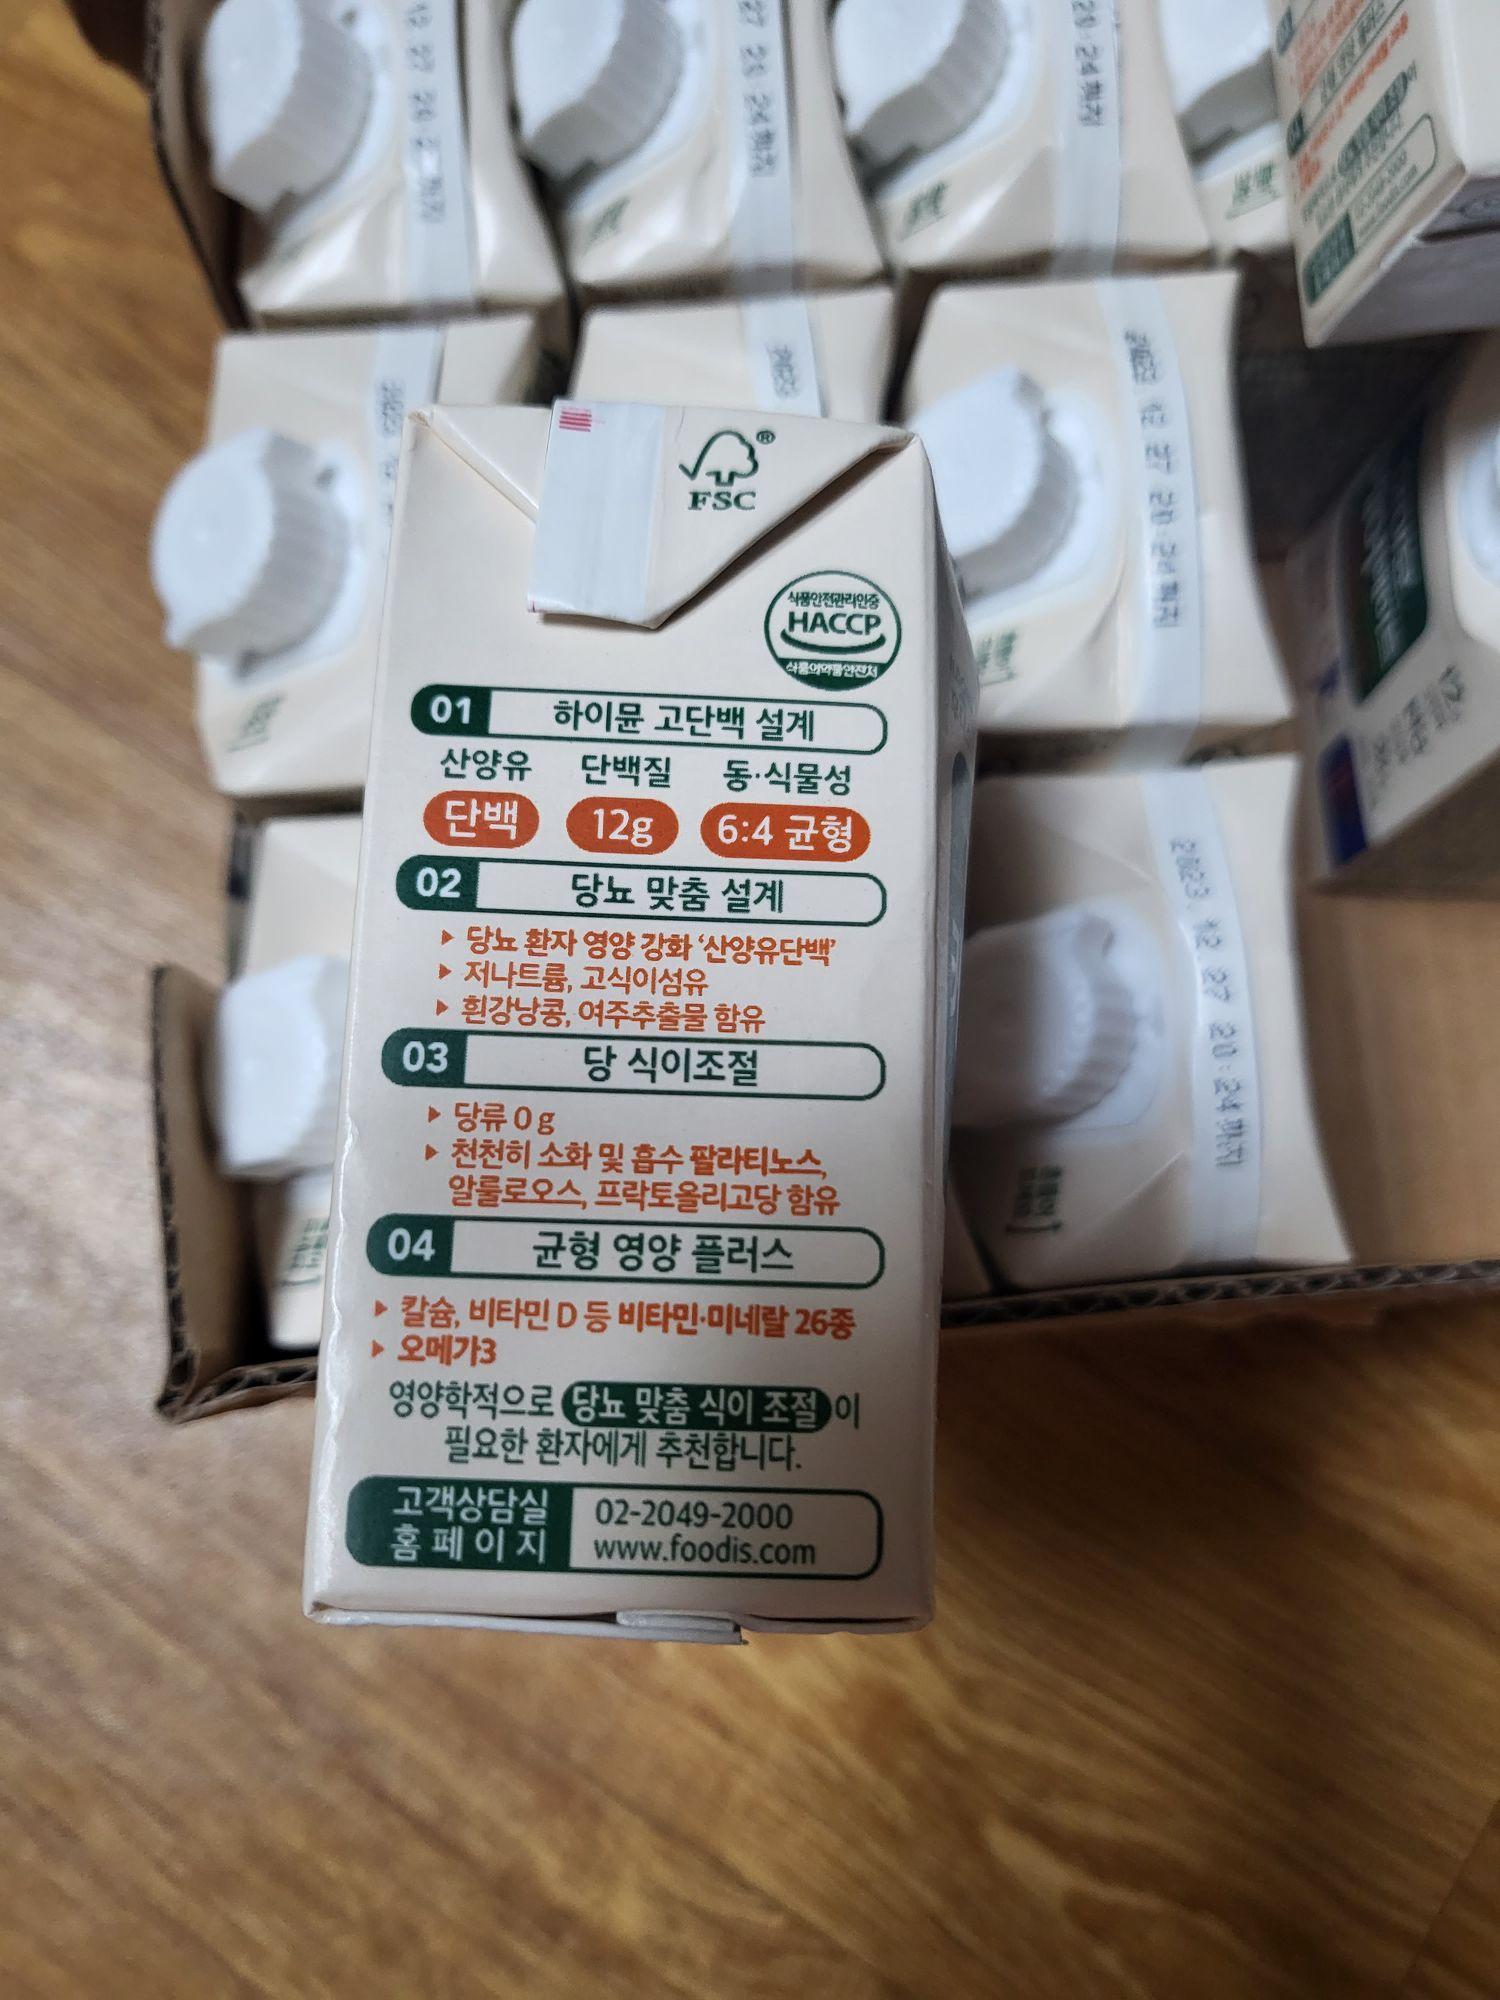 FSC
식품안전관리인증
HACCP
식품의약품안전처
01 하이뮨 고단백 설계
산양유 단백질 동·식물성
단백 12g 6:4 균형
02 당뇨 맞춤 설계
당뇨 환자 영양 강화 ‘산양유단백’
저나트륨, 고식이섬유
흰강낭콩, 여주추출물 함유
03 당 식이조절
당류 0 g
천천히 소화 및 흡수 팔라티노스,
알룰로오스, 프락토올리고당 함유
04 균형 영양 플러스
칼슘, 비타민 D 등 비타민·미네랄 26종
오메가3
영양학적으로 당뇨 맞춤 식이 조절이
필요한 환자에게 추천합니다.
고객상담실 02-2049-2000
홈페이지 www.foodis.com
2023. 12. 27 20:24까지